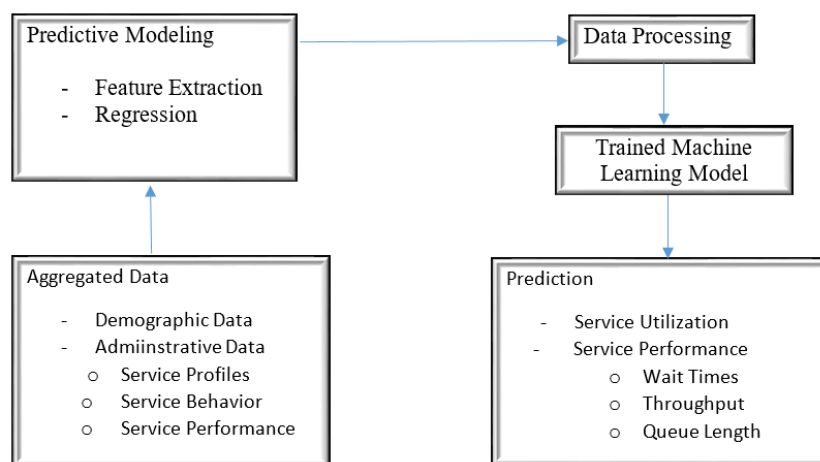 Predictive Modeling
- Feature Extraction
- Regression
Data Processing
Trained Machine
Learning Model
Aggregated Data
- Demographic Data
- Admiinstrative Data
o Service Profiles
o Service Behavior
o Service Performance
Prediction
- Service Utilization
- Service Performance
o Wait Times
o Throughput
o Queue Length